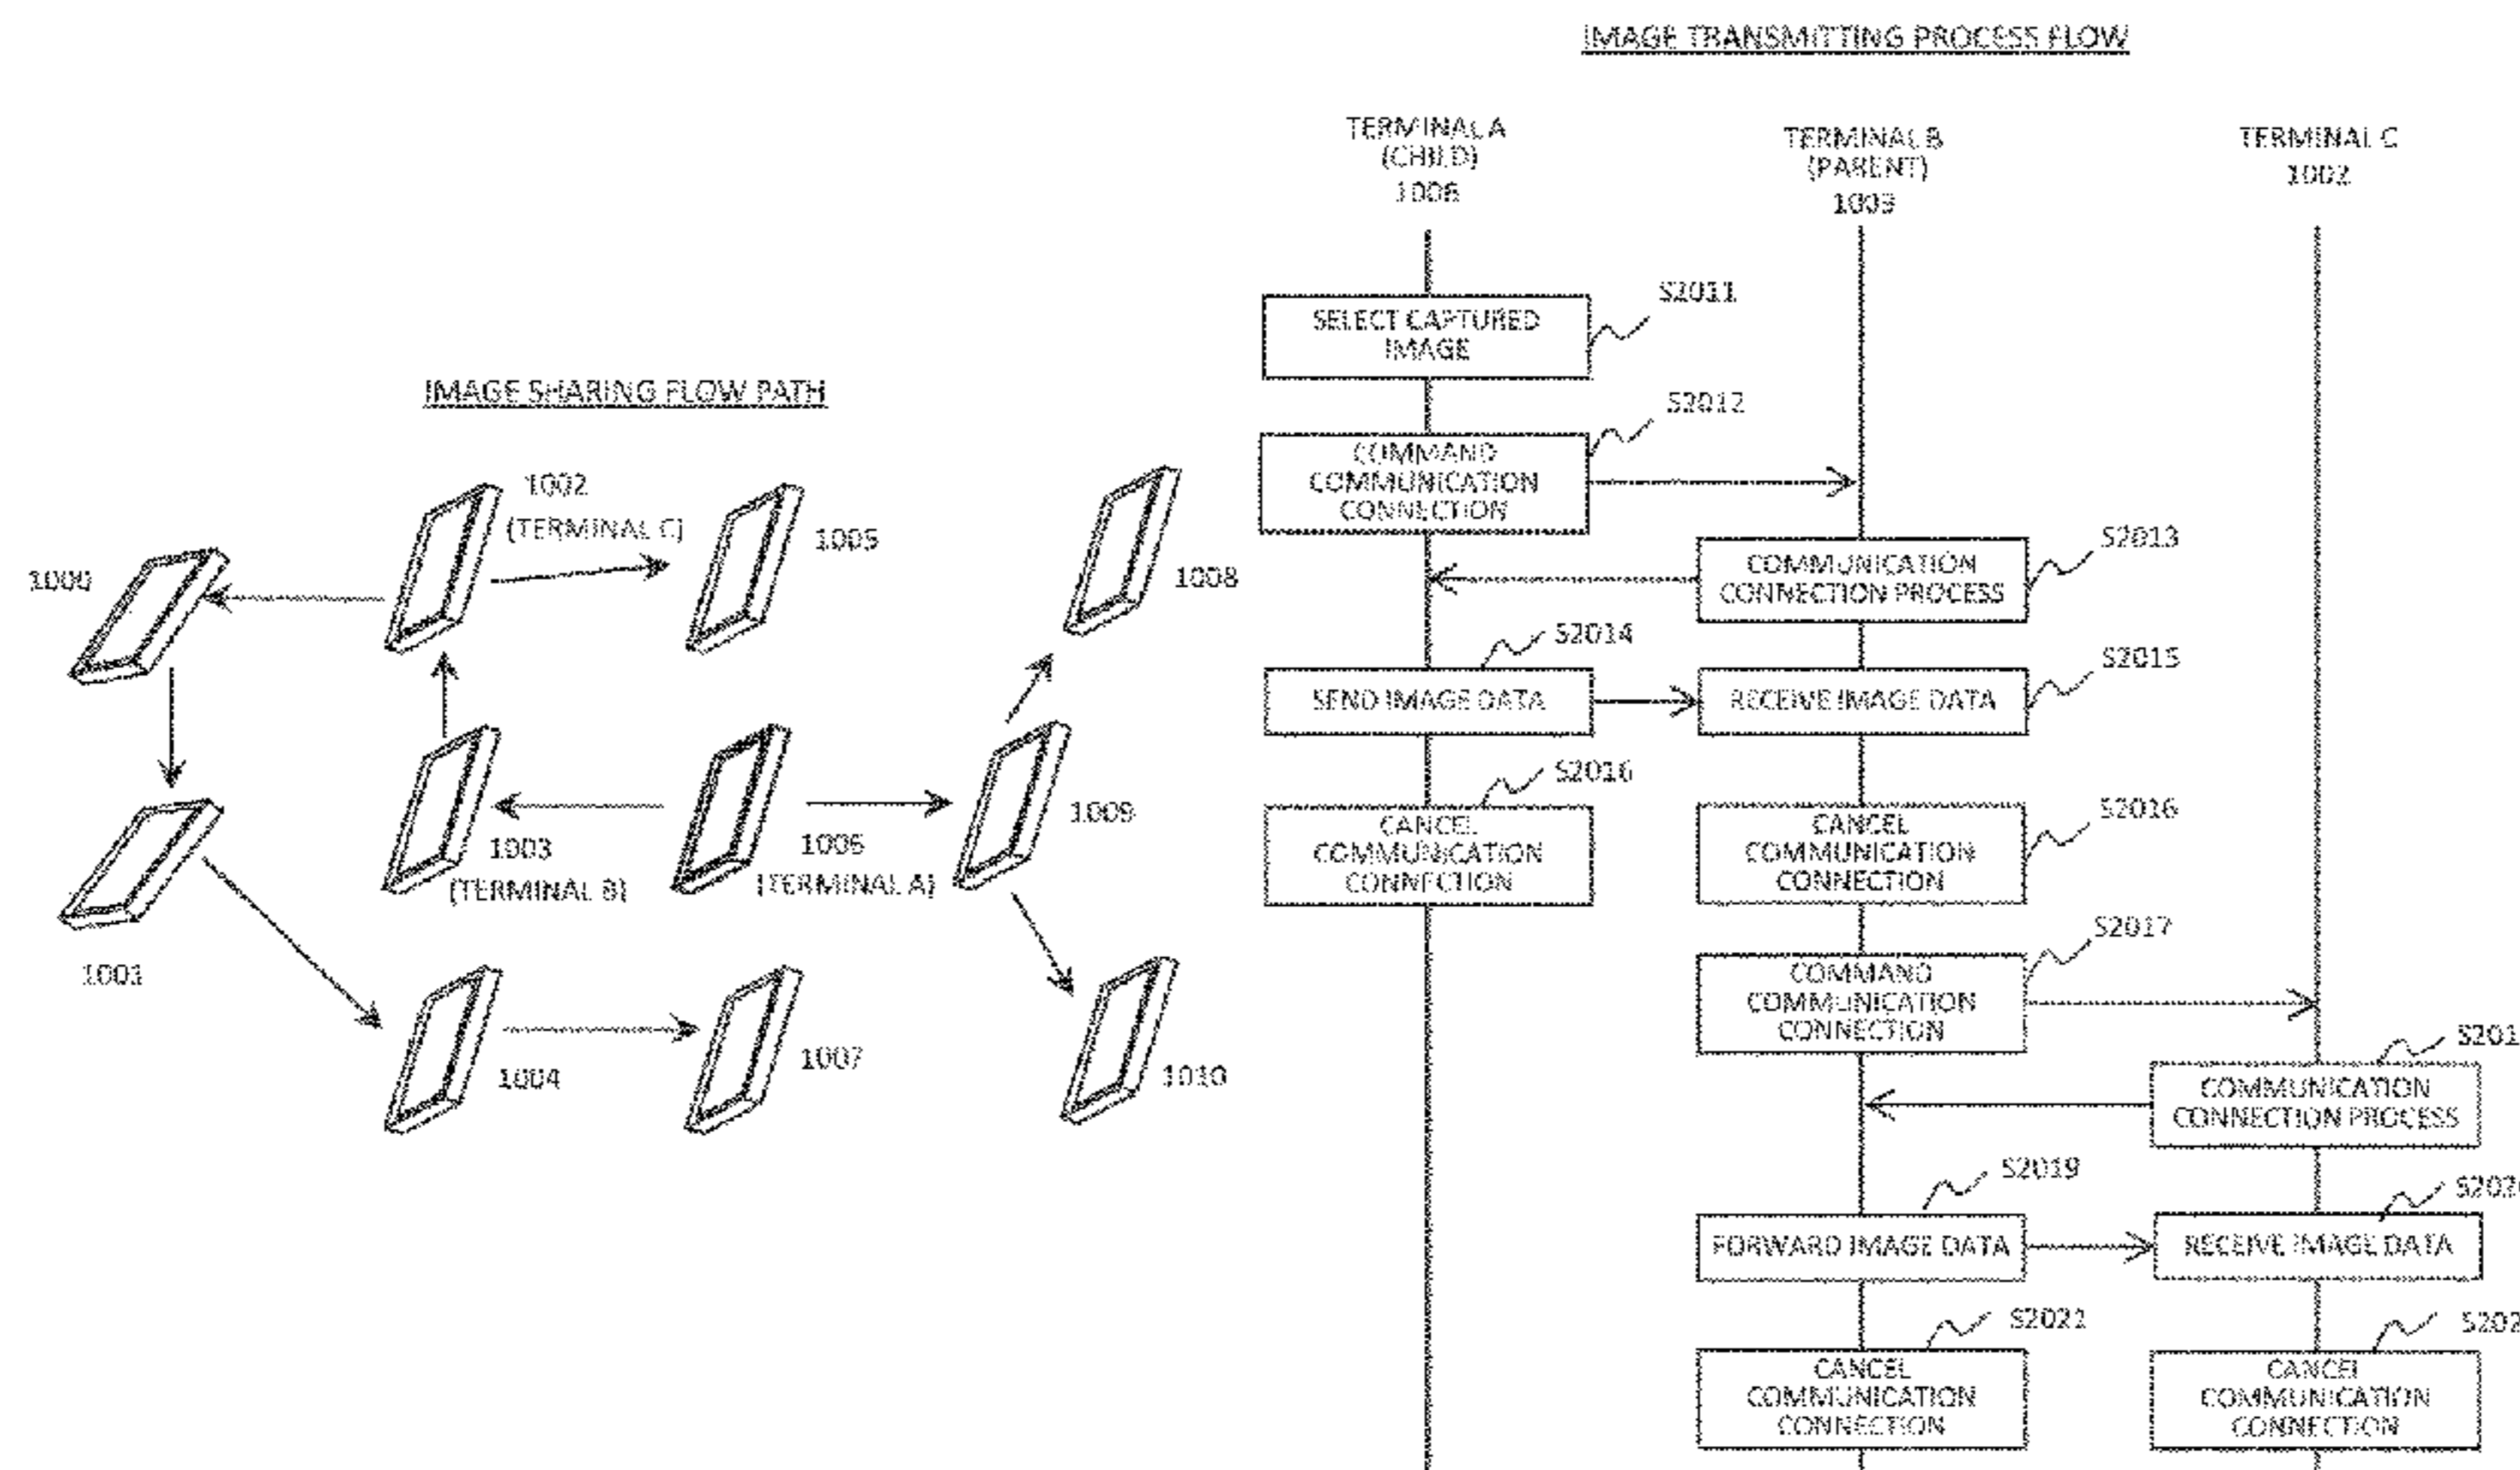 IMAGE TRANSMITTING PROCESS FLOW
TERMINAL A
(CHILD)
1006
TERMINAL B
(PARENT)
1003
TERMINAL C
1002
S2011
SELECT CAPTURED
IMAGE
S2012
COMMAND
COMMUNICATION
CONNECTION
S2013
COMMUNICATION
CONNECTION PROCESS
S2014
SEND IMAGE DATA
S2015
RECEIVE IMAGE DATA
S2016
CANCEL
COMMUNICATION
CONNECTION
S2016
CANCEL
COMMUNICATION
CONNECTION
S2017
COMMAND
COMMUNICATION
CONNECTION
S201
COMMUNICATION
CONNECTION PROCESS
S2019
FORWARD IMAGE DATA
S202
RECEIVE IMAGE DATA
S2021
CANCEL
COMMUNICATION
CONNECTION
S202
CANCEL
COMMUNICATION
CONNECTION
IMAGE SHARING FLOW PATH
1002
(TERMINAL C)
1005
1008
1000
1003
(TERMINAL B)
1006
(TERMINAL A)
1009
1001
1004
1007
1010